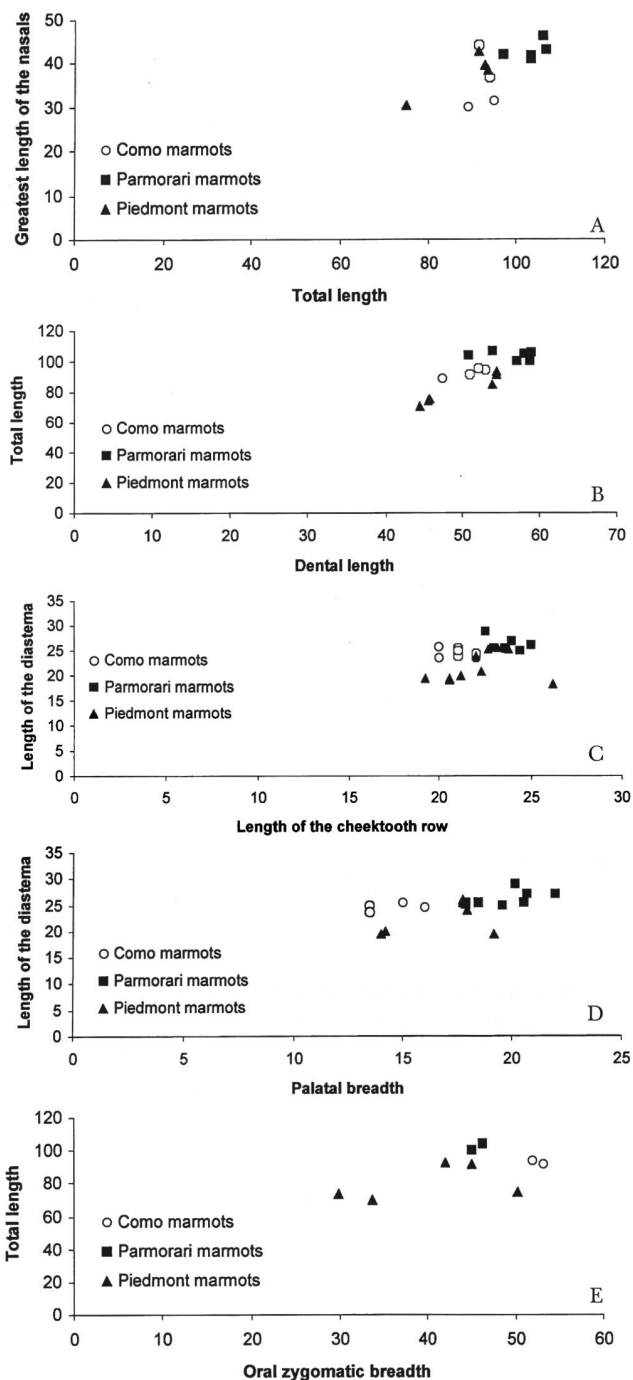 Greatest length of the nasals
50
40
30
20
10
0
○ Como marmots
■ Parmorari marmots
▲ Piedmont marmots
A
0 20 40 60 80 100 120
Total length
Total length
120
100
80
60
40
20
0
○ Como marmots
■ Parmorari marmots
▲ Piedmont marmots
B
0 10 20 30 40 50 60 70
Dental length
Length of the diastema
35
30
25
20
15
10
5
0
○ Como marmots
■ Parmorari marmots
▲ Piedmont marmots
C
0 5 10 15 20 25 30
Length of the cheektooth row
Length of the diastema
35
30
25
20
15
10
5
0
○ Como marmots
■ Parmorari marmots
▲ Piedmont marmots
D
0 5 10 15 20 25
Palatal breadth
Total length
120
100
80
60
40
20
0
○ Como marmots
■ Parmorari marmots
▲ Piedmont marmots
E
0 10 20 30 40 50 60
Oral zygomatic breadth